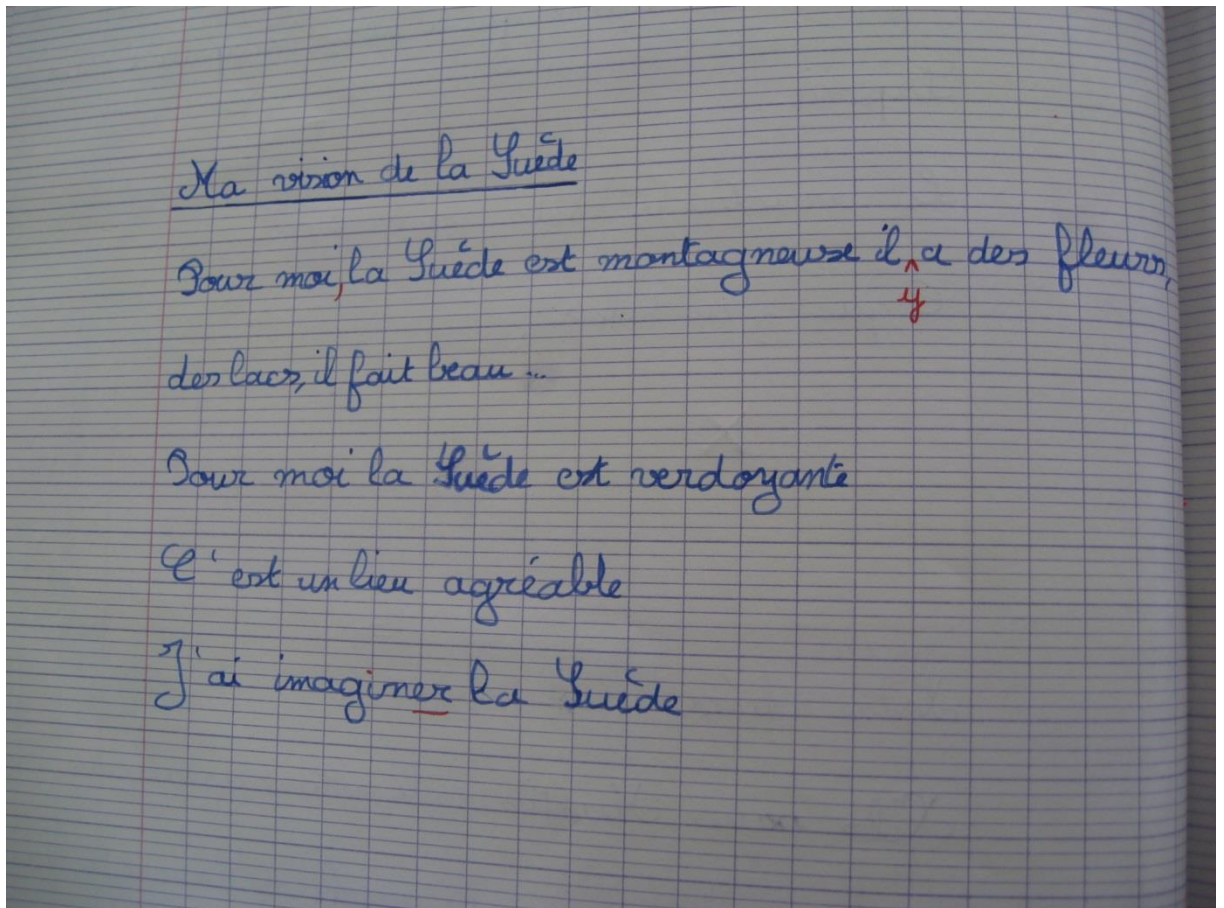 Ma vision de la Suède
Pour moi, la Suède est montagneuse il a des fleurs,
y
des lacs, il fait beau...
Pour moi la Suède est verdoyante
C'est un lieu agréable
J'ai imaginer la Suède